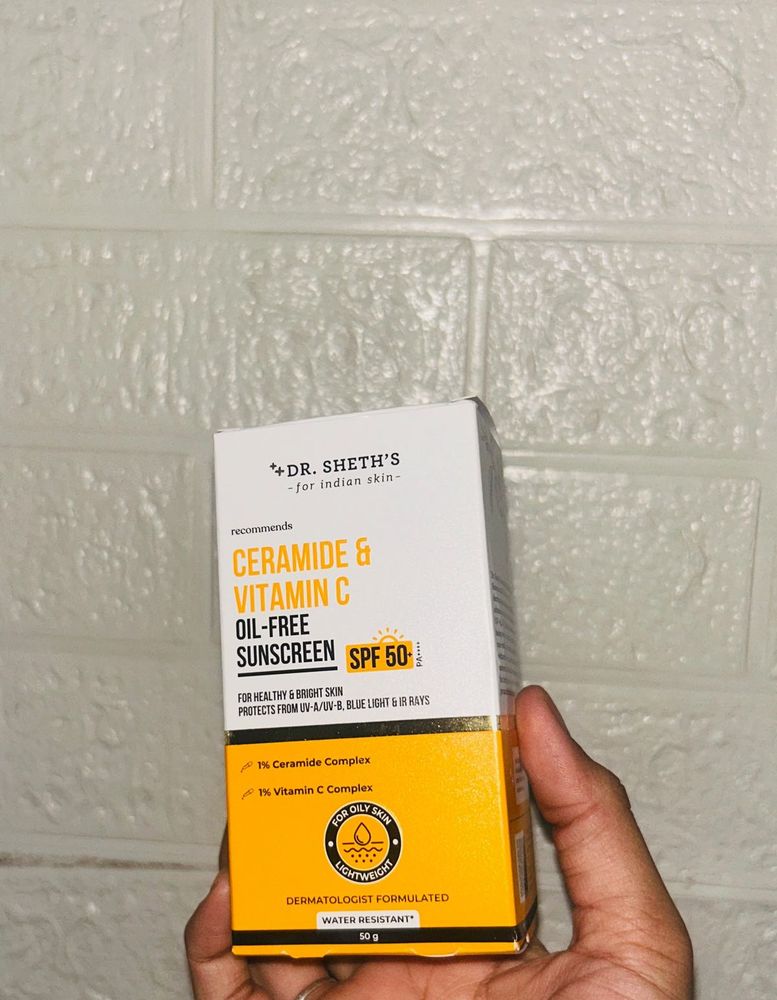 DR. SHETH'S
-for indian skin-
recommends
CERAMIDE &
VITAMIN C
OIL-FREE
SUNSCREEN
SPF 50+
PA++++
FOR HEALTHY & BRIGHT SKIN
PROTECTS FROM UV-A/UV-B, BLUE LIGHT & IR RAYS
1% Ceramide Complex
1% Vitamin C Complex
FOR OILY SKIN
LIGHTWEIGHT
DERMATOLOGIST FORMULATED
WATER RESISTANT*
50 g